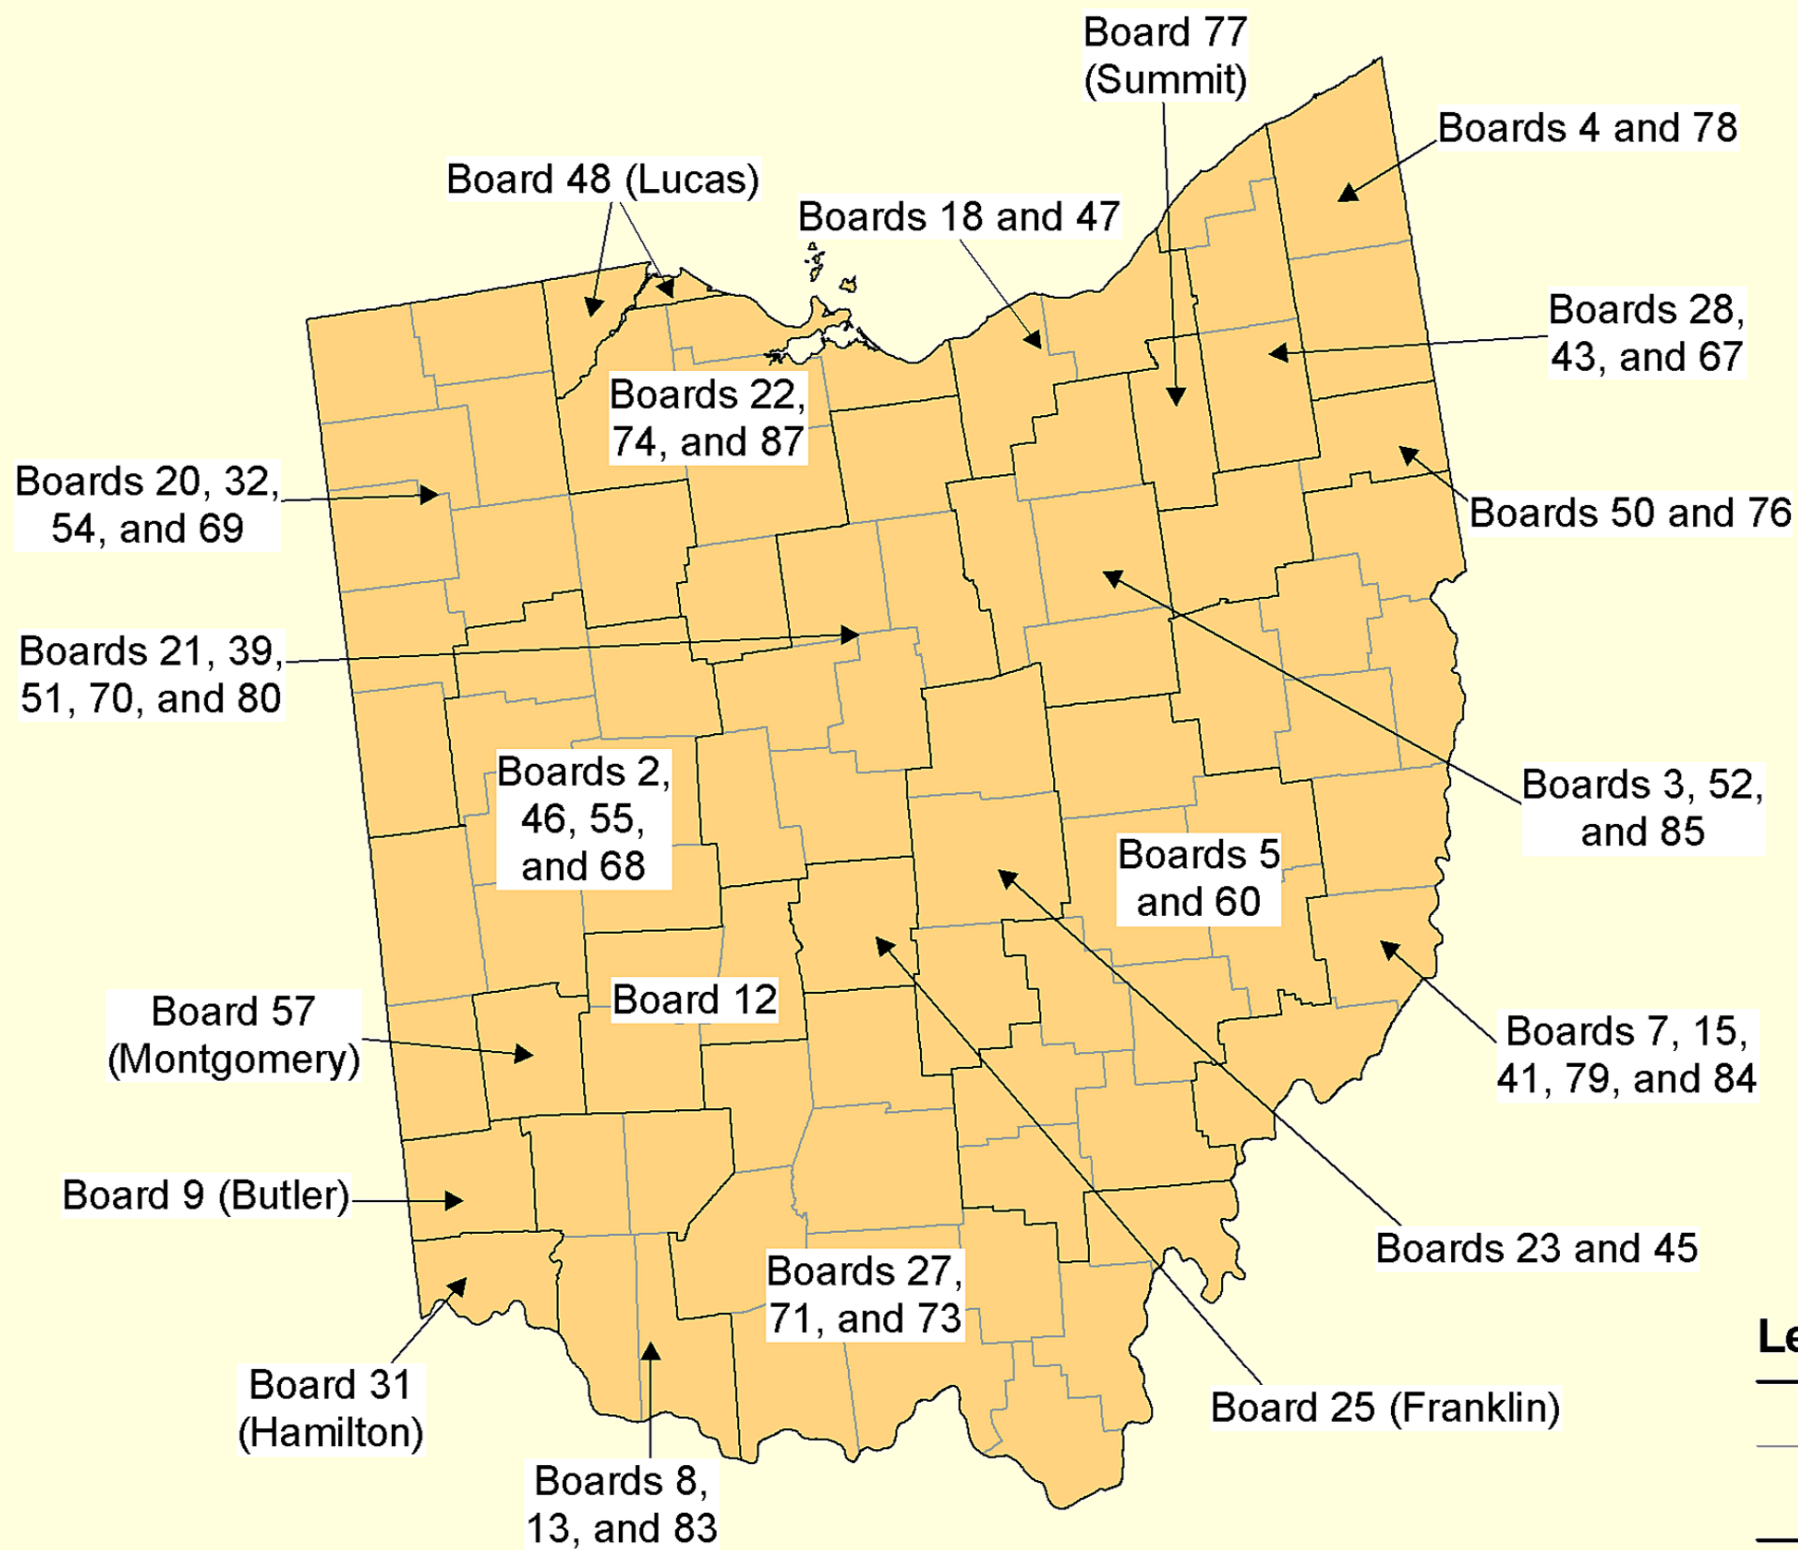 Board 77
(Summit)
Boards 4 and 78
Board 48 (Lucas)
Boards 18 and 47
Boards 28,
43, and 67
Boards 22,
74, and 87
Boards 20, 32,
54, and 69
Boards 50 and 76
Boards 21, 39,
51, 70, and 80
Boards 2,
46, 55,
and 68
Boards 3, 52,
and 85
Boards 5
and 60
Board 57
(Montgomery)
Board 12
Boards 7, 15,
41, 79, and 84
Board 9 (Butler)
Boards 23 and 45
Boards 27,
71, and 73
Le
Board 31
(Hamilton)
Board 25 (Franklin)
Boards 8,
13, and 83